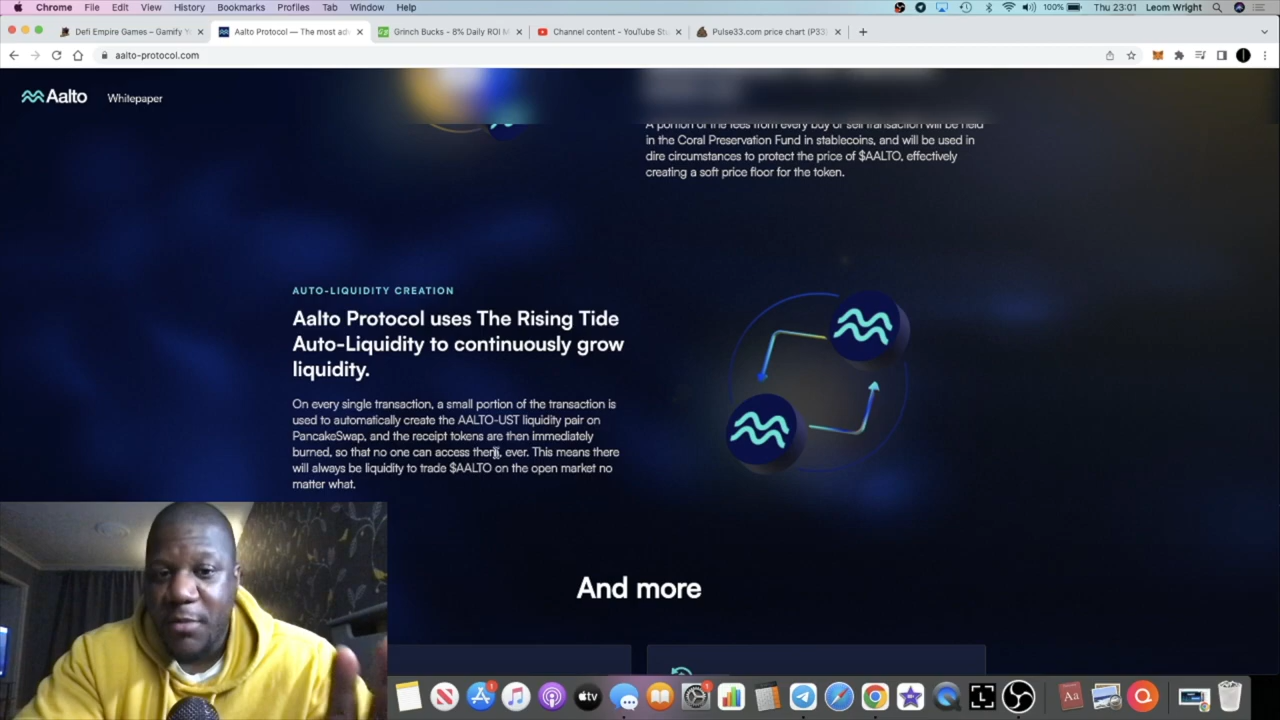 Chrome File Edit View History Bookmarks Profiles Tab Window Help 100% Thu 23:01 Leom Wright
Defi Empire Games – Gamify Y
Aalto Protocol — The most ad
Grinch Bucks - 8% Daily ROI M
Channel content - YouTube St
Pulse33.com price chart (P33)
aalto-protocol.com
Aalto Whitepaper
A portion of the fees from every buy or sell transaction will be held
in the Coral Preservation Fund in stablecoins, and will be used in
dire circumstances to protect the price of $AALTO, effectively
creating a soft price floor for the token.
AUTO-LIQUIDITY CREATION
Aalto Protocol uses The Rising Tide
Auto-Liquidity to continuously grow
liquidity.
On every single transaction, a small portion of the transaction is
used to automatically create the AALTO-UST liquidity pair on
PancakeSwap, and the receipt tokens are then immediately
burned, so that no one can access them, ever. This means there
will always be liquidity to trade $AALTO on the open market no
matter what.
And more
tv
Aa